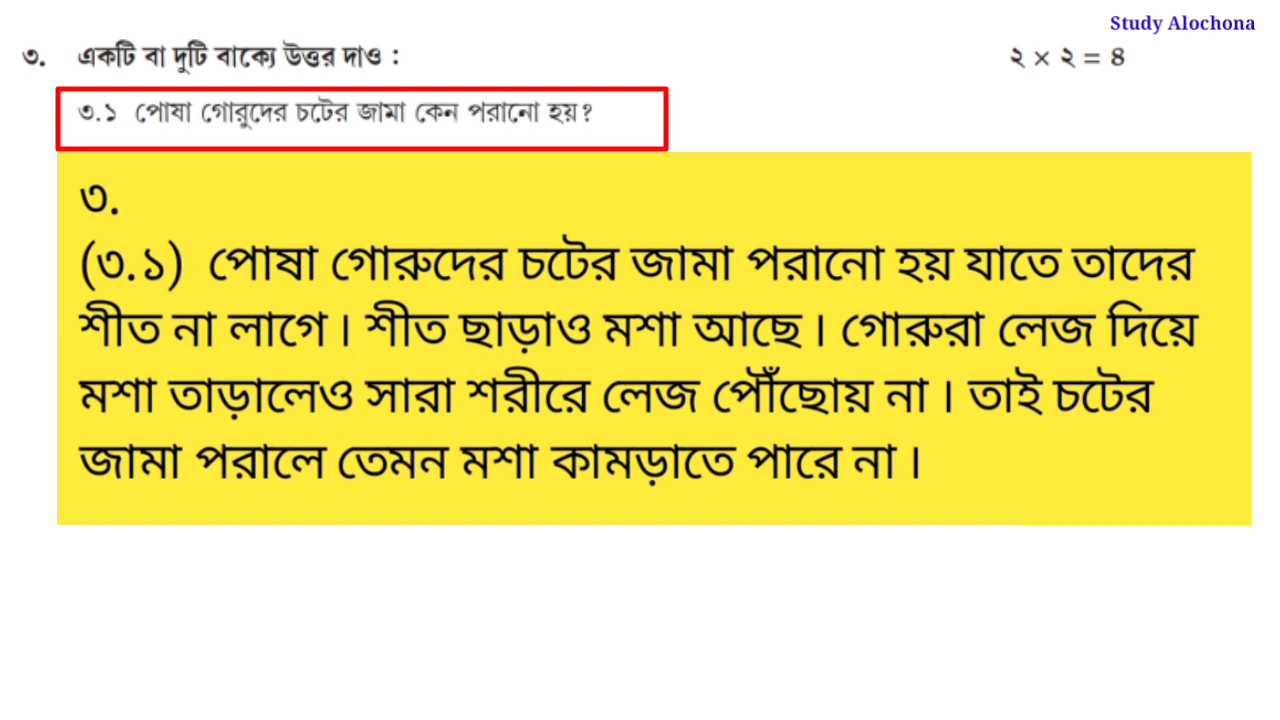 Study Alochona
৩. একটি বা দুটি বাক্যে উত্তর দাও : ২ × ২ = ৪
৩.১ পোষা গোরুদের চটের জামা কেন পরানো হয়?
৩.
(৩.১) পোষা গোরুদের চটের জামা পরানো হয় যাতে তাদের
শীত না লাগে। শীত ছাড়াও মশা আছে। গোরুরা লেজ দিয়ে
মশা তাড়ালেও সারা শরীরে লেজ পৌঁছোয় না। তাই চটের
জামা পরালে তেমন মশা কামড়াতে পারে না।